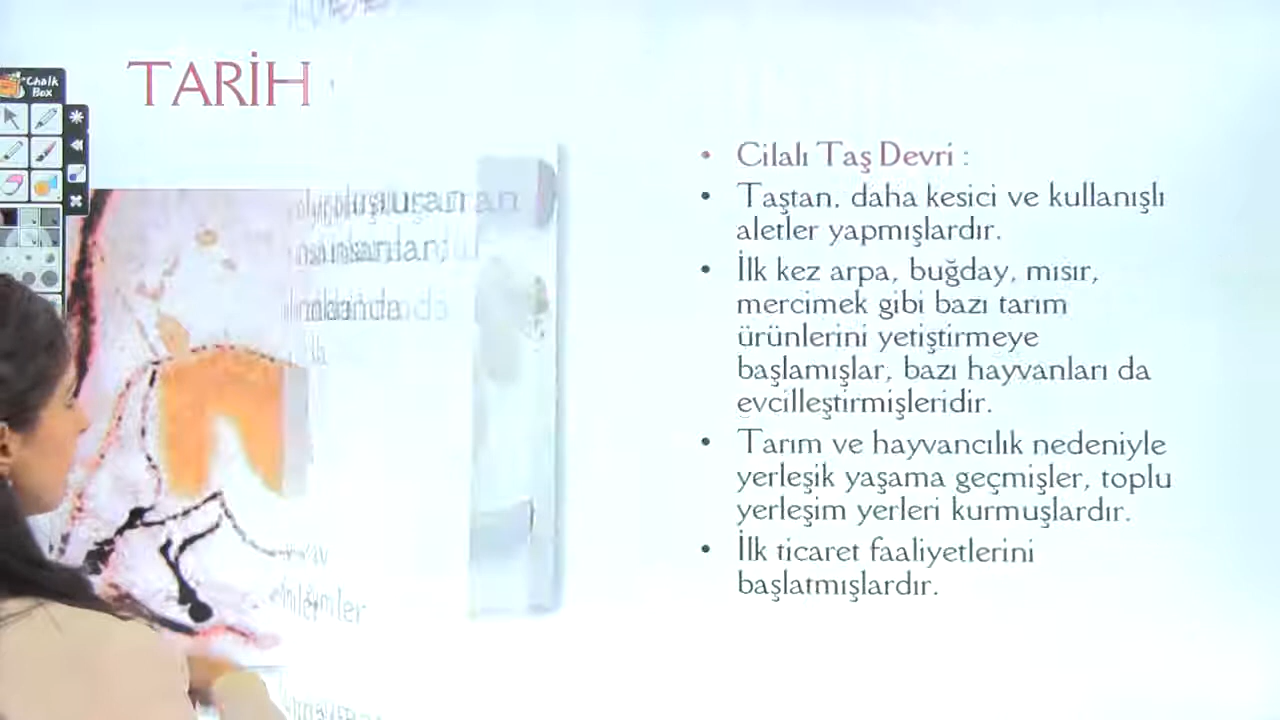 TARİH
Chalk
Box
• Cilalı Taş Devri :
• Taştan, daha kesici ve kullanışlı
aletler yapmışlardır.
• İlk kez arpa, buğday, mısır,
mercimek gibi bazı tarım
ürünlerini yetiştirmeye
başlamışlar, bazı hayvanları da
evcilleştirmişleridir.
• Tarım ve hayvancılık nedeniyle
yerleşik yaşama geçmişler, toplu
yerleşim yerleri kurmuşlardır.
• İlk ticaret faaliyetlerini
başlatmışlardır.